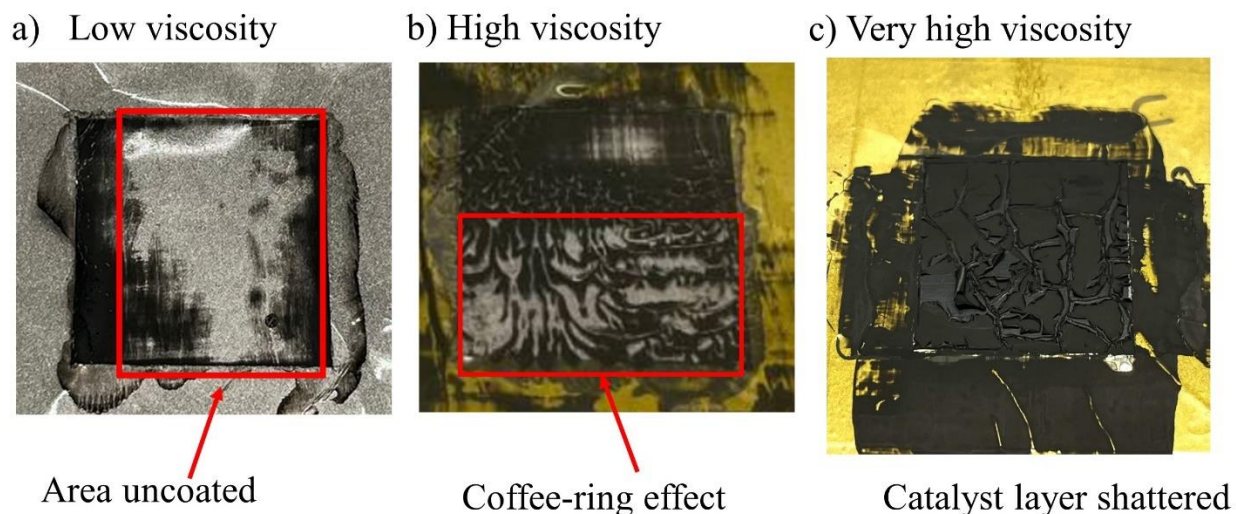 a) Low viscosity
b) High viscosity
c) Very high viscosity
Area uncoated
Coffee-ring effect
Catalyst layer shattered